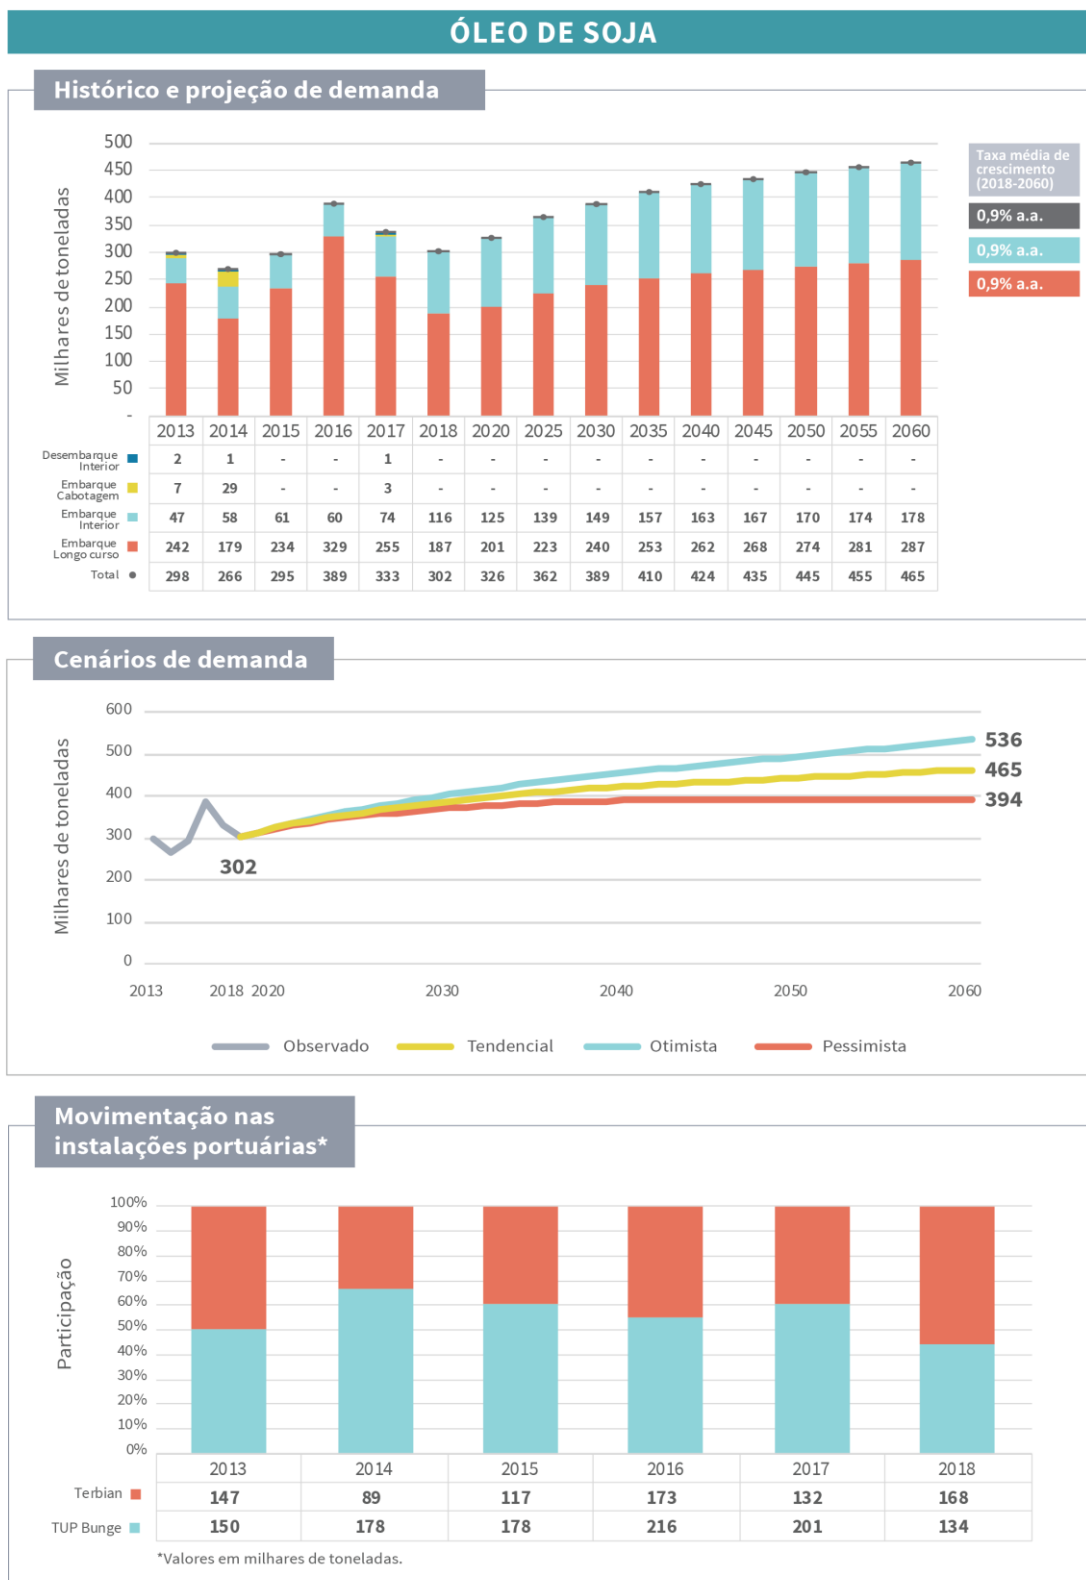 ÓLEO DE SOJA
Histórico e projeção de demanda
Milhares de toneladas
500
450
400
350
300
250
200
150
100
50
-
Taxa média de
crescimento
(2018-2060)
0,9% a.a.
0,9% a.a.
0,9% a.a.
2013 2014 2015 2016 2017 2018 2020 2025 2030 2035 2040 2045 2050 2055 2060
Desembarque
Interior
2 1 - - 1 - - - - - - - - - -
Embarque
Cabotagem
7 29 - - 3 - - - - - - - - - -
Embarque
Interior
47 58 61 60 74 116 125 139 149 157 163 167 170 174 178
Embarque
Longo curso
242 179 234 329 255 187 201 223 240 253 262 268 274 281 287
Total 298 266 295 389 333 302 326 362 389 410 424 435 445 455 465
Cenários de demanda
Milhares de toneladas
600
500
400
300
200
100
0
536
465
394
302
2013 2018 2020 2030 2040 2050 2060
Observado Tendencial Otimista Pessimista
Movimentação nas
instalações portuárias*
Participação
100%
90%
80%
70%
60%
50%
40%
30%
20%
10%
0%
2013 2014 2015 2016 2017 2018
Terbian 147 89 117 173 132 168
TUP Bunge 150 178 178 216 201 134
*Valores em milhares de toneladas.